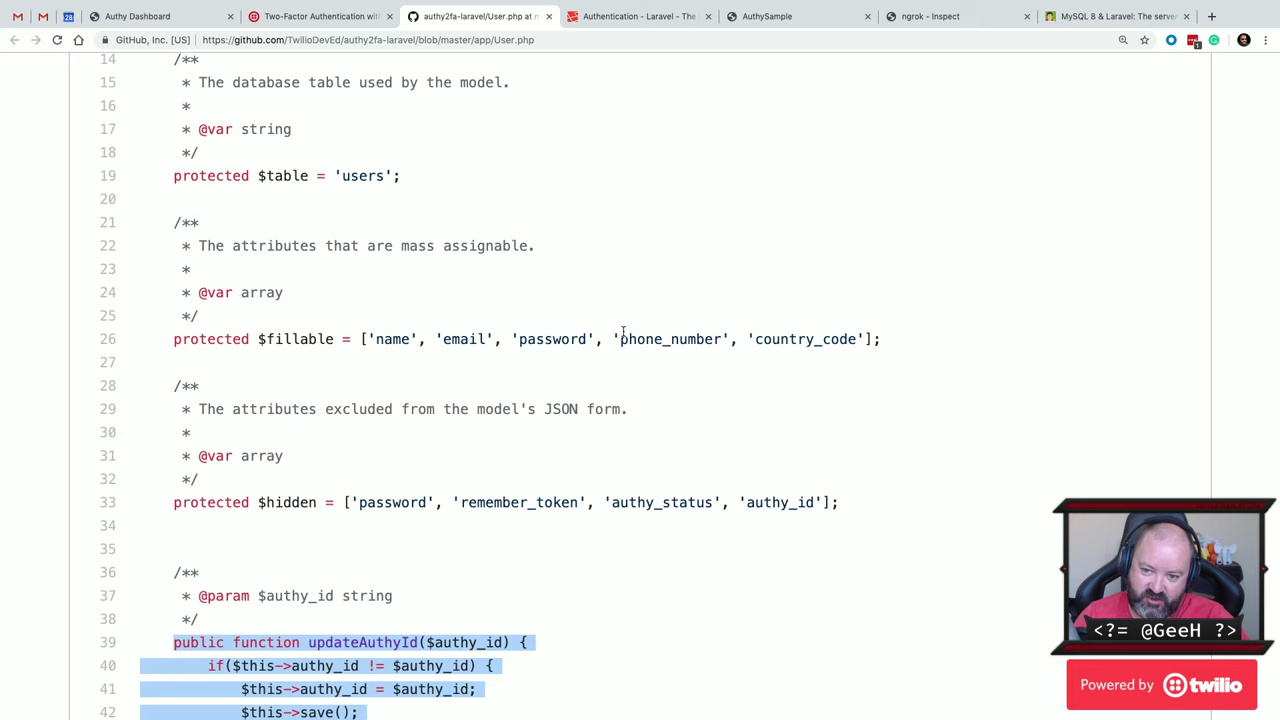 Authy Dashboard
Two-Factor Authentication with
authy2fa-laravel/User.php at m
Authentication - Laravel - The
AuthySample
ngrok - Inspect
MySQL 8 & Laravel: The server
28
GitHub, Inc. [US] https://github.com/TwilioDevEd/authy2fa-laravel/blob/master/app/User.php
1
14 /**
15 * The database table used by the model.
16 *
17 * @var string
18 */
19 protected $table = 'users';
20
21 /**
22 * The attributes that are mass assignable.
23 *
24 * @var array
25 */
26 protected $fillable = ['name', 'email', 'password', 'phone_number', 'country_code'];
27
28 /**
29 * The attributes excluded from the model's JSON form.
30 *
31 * @var array
32 */
33 protected $hidden = ['password', 'remember_token', 'authy_status', 'authy_id'];
34
35
36 /**
37 * @param $authy_id string
38 */
39 public function updateAuthyId($authy_id) {
40 if($this->authy_id != $authy_id) {
41 $this->authy_id = $authy_id;
42 $this->save();
<?= @GeeH ?>
Powered by twilio